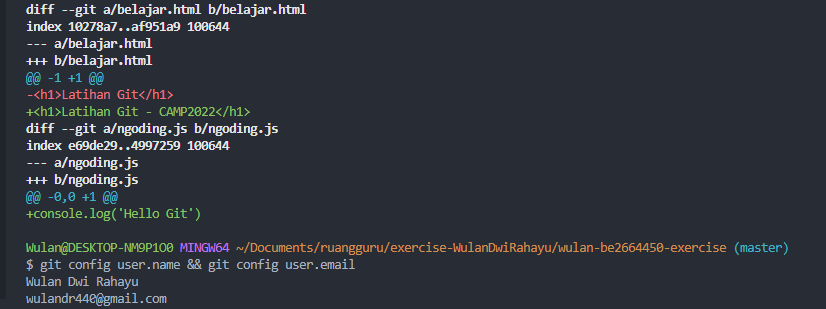 diff --git a/belajar.html b/belajar.html
index 10278a7..af951a9 100644
--- a/belajar.html
+++ b/belajar.html
@@ -1 +1 @@
-<h1>Latihan Git</h1>
+<h1>Latihan Git - CAMP2022</h1>
diff --git a/ngoding.js b/ngoding.js
index e69de29..4997259 100644
--- a/ngoding.js
+++ b/ngoding.js
@@ -0,0 +1 @@
+console.log('Hello Git')
Wulan@DESKTOP-NM9P1O0 MINGW64 ~/Documents/ruangguru/exercise-WulanDwiRahayu/wulan-be2664450-exercise (master)
$ git config user.name && git config user.email
Wulan Dwi Rahayu
wulandr440@gmail.com